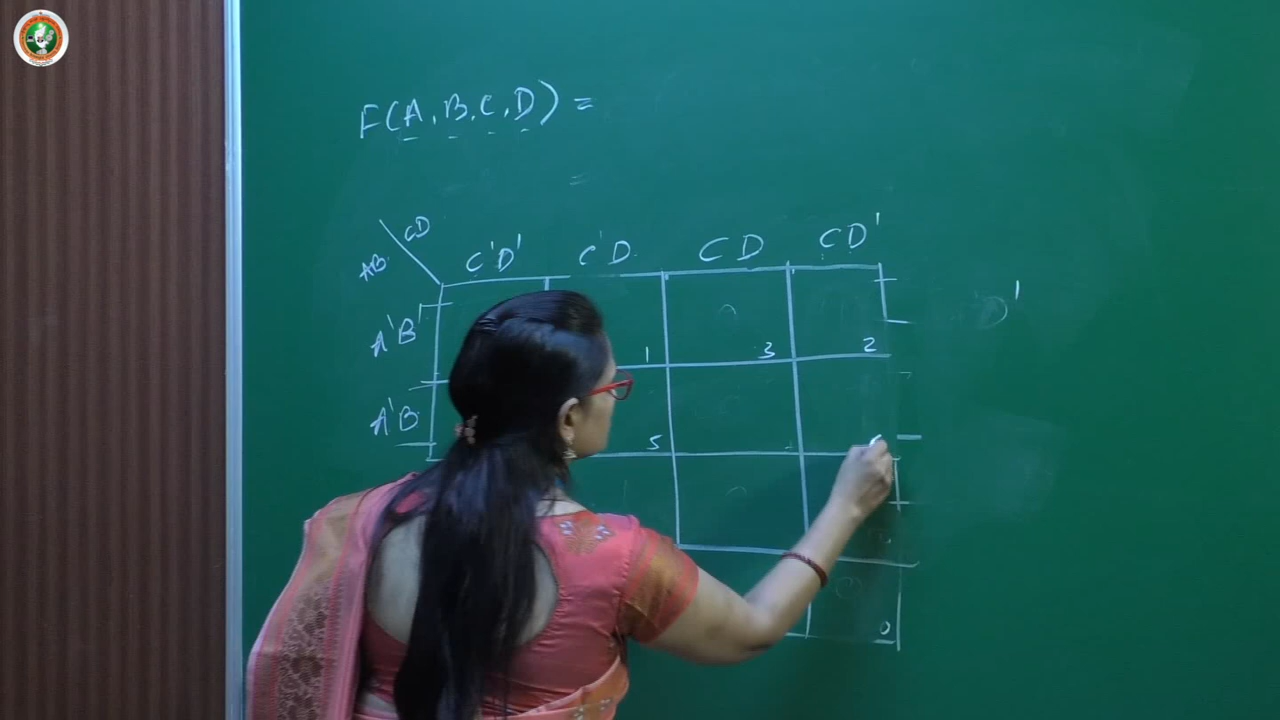 F(A,B,C,D) =
=
CD
AB
C'D' C'D CD CD'
A'B'
1 3 2
A'B
5
0